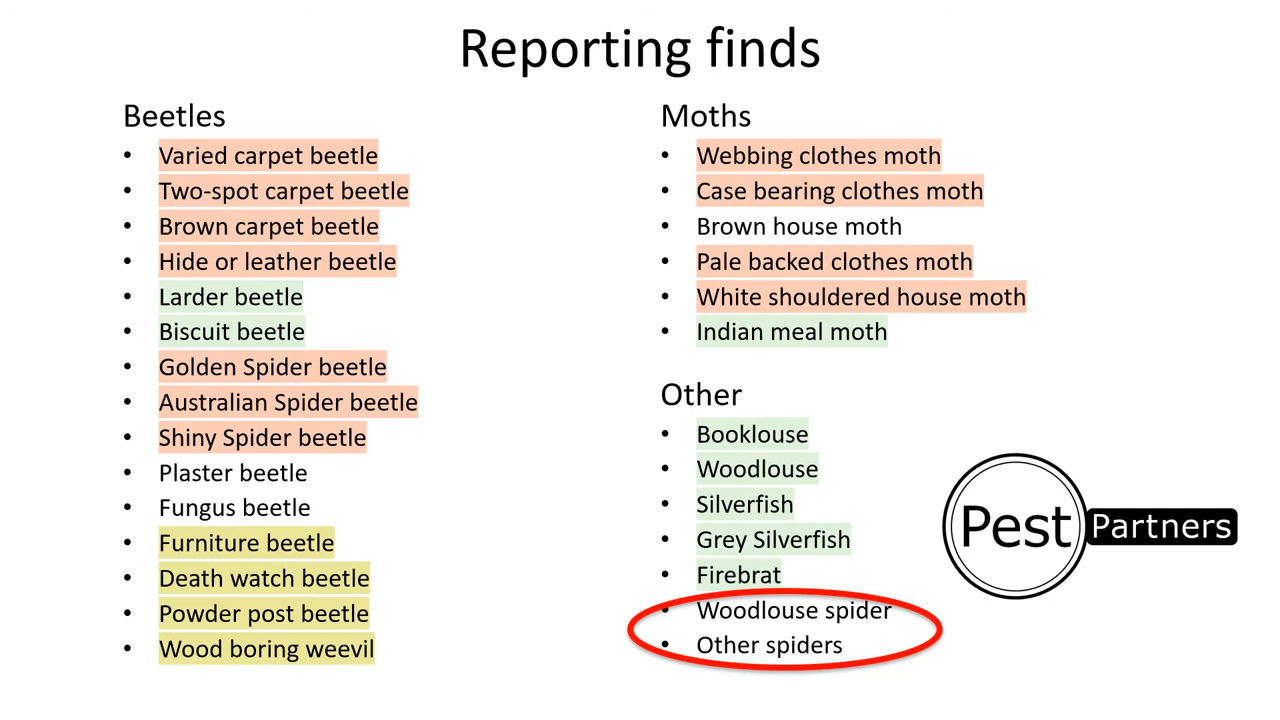 Reporting finds
Beetles
• Varied carpet beetle
• Two-spot carpet beetle
• Brown carpet beetle
• Hide or leather beetle
• Larder beetle
• Biscuit beetle
• Golden Spider beetle
• Australian Spider beetle
• Shiny Spider beetle
• Plaster beetle
• Fungus beetle
• Furniture beetle
• Death watch beetle
• Powder post beetle
• Wood boring weevil
Moths
• Webbing clothes moth
• Case bearing clothes moth
• Brown house moth
• Pale backed clothes moth
• White shouldered house moth
• Indian meal moth
Other
• Booklouse
• Woodlouse
• Silverfish
• Grey Silverfish
• Firebrat
• Woodlouse spider
• Other spiders
Pest Partners